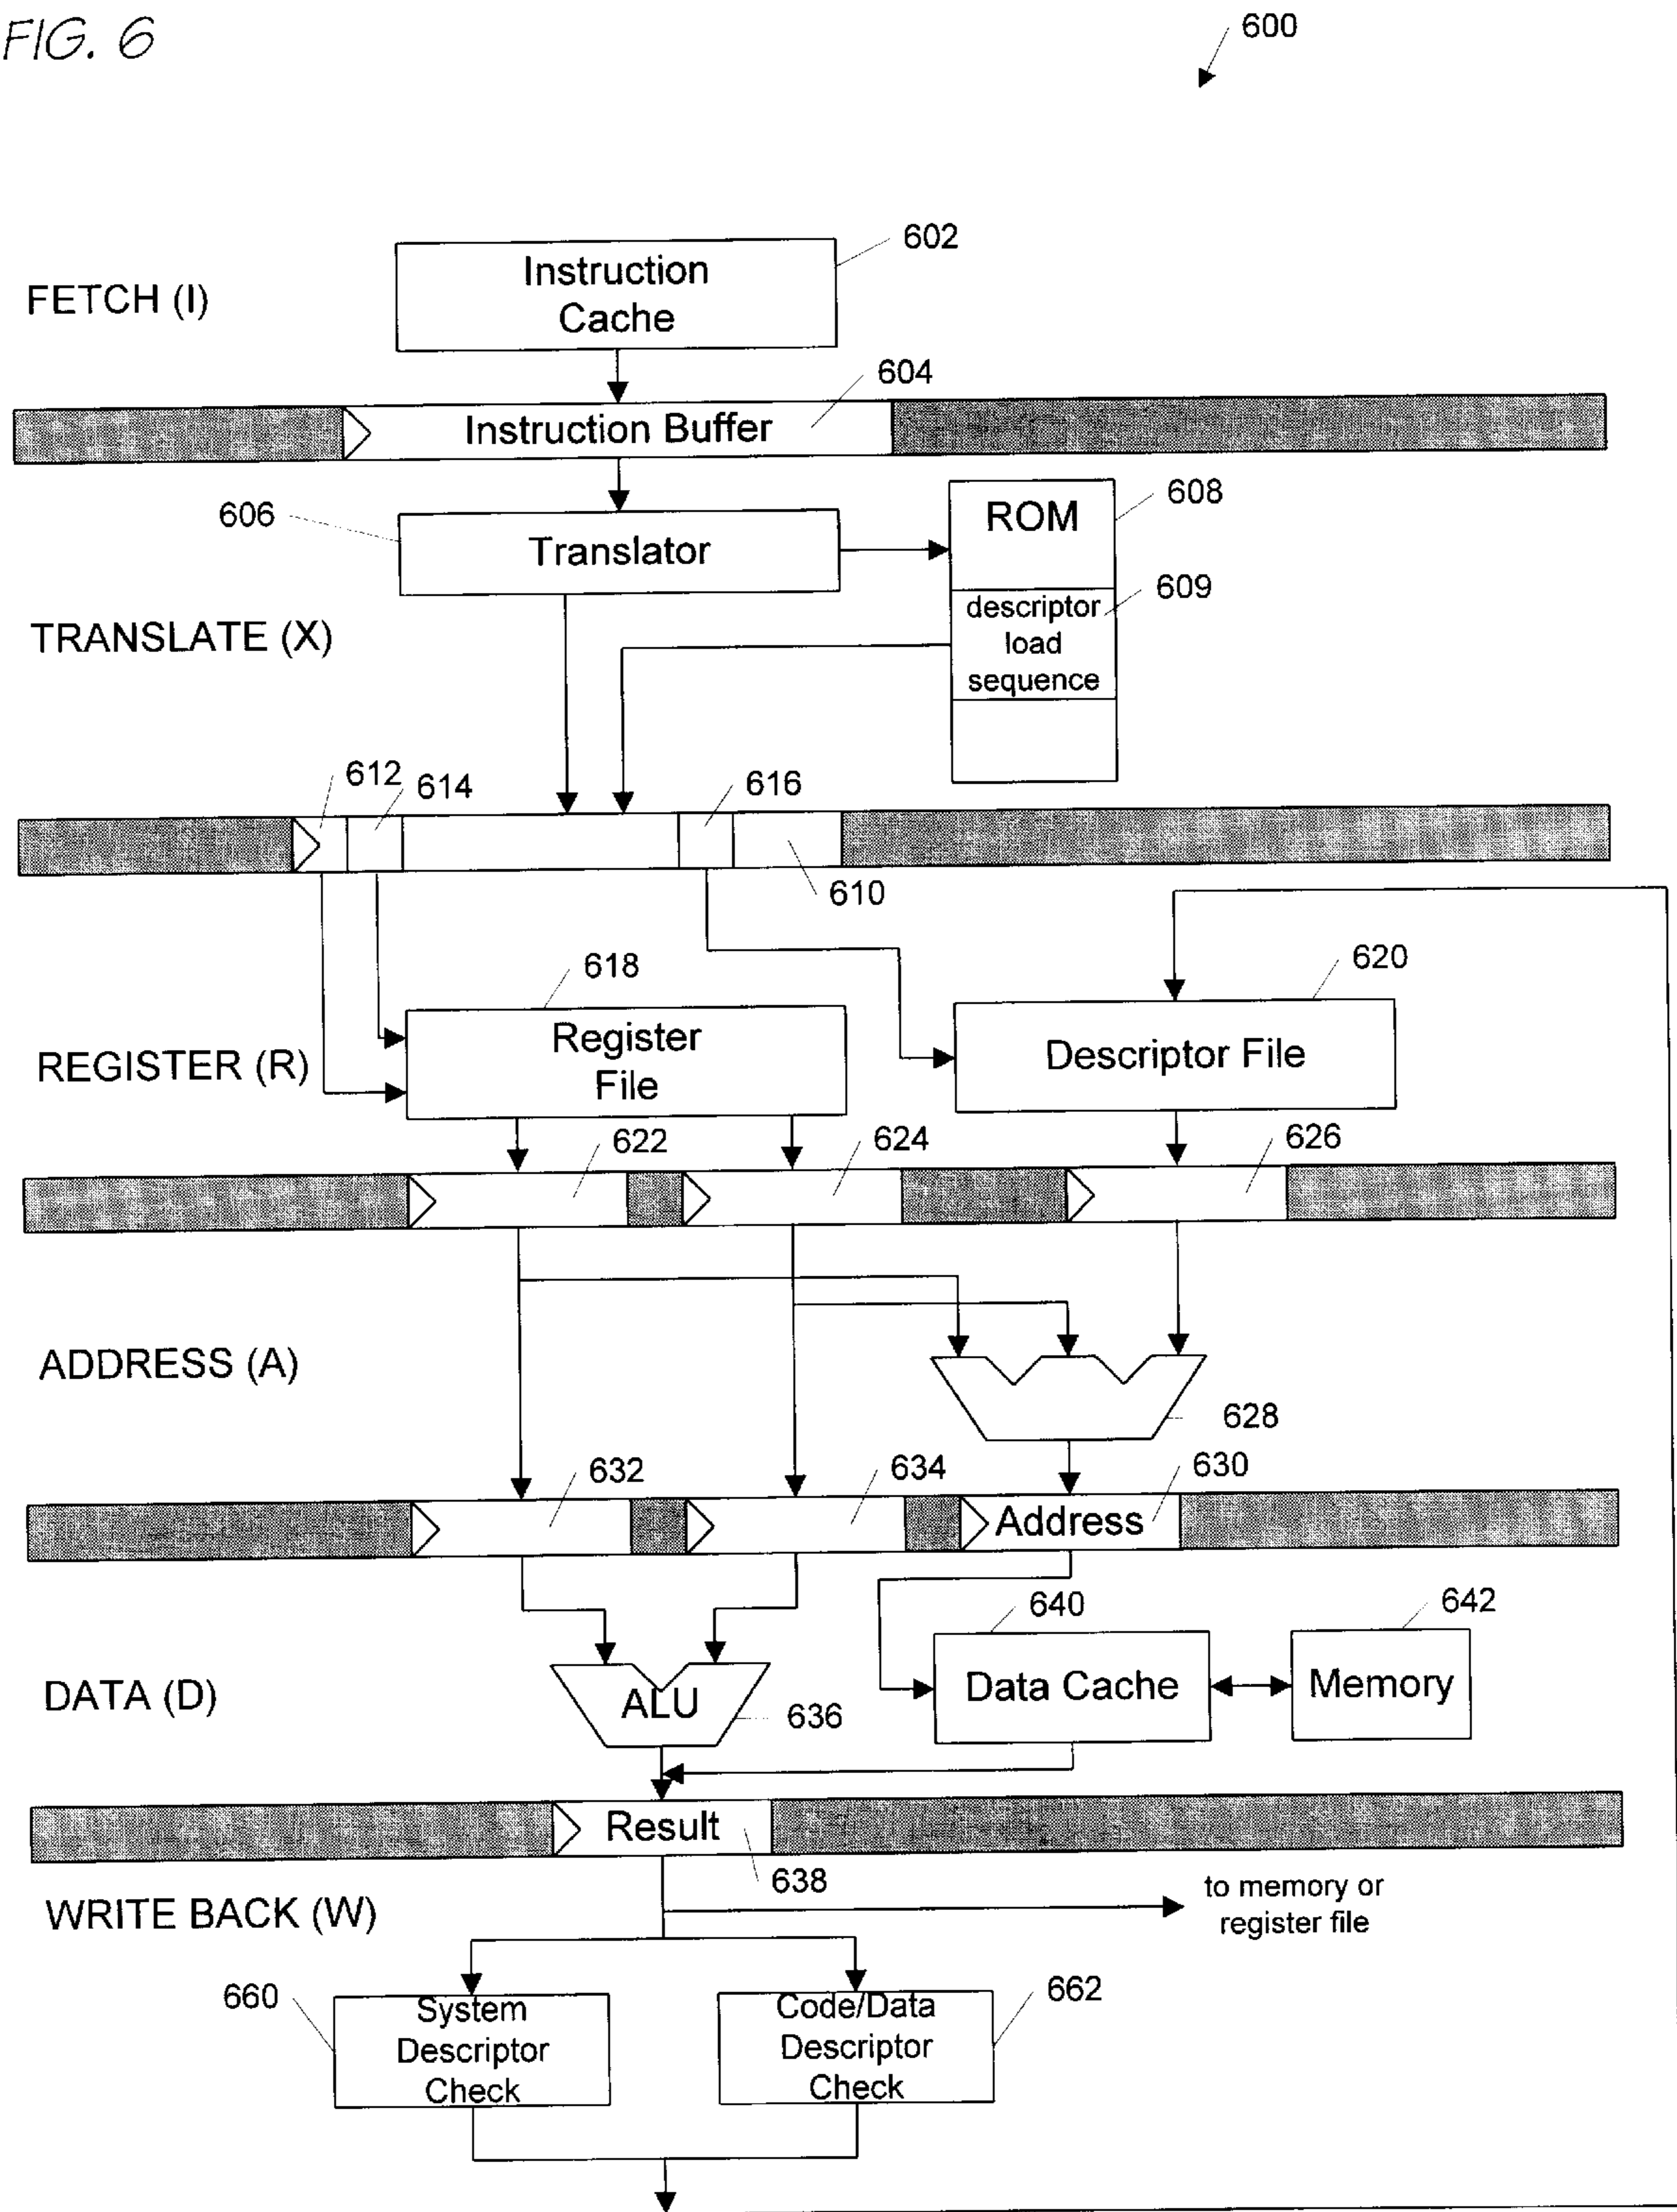 FIG. 6
600
602
Instruction
Cache
FETCH (I)
604
Instruction Buffer
608
ROM
606
Translator
609
descriptor
load
sequence
TRANSLATE (X)
612
614
616
610
618
620
Register
File
Descriptor File
REGISTER (R)
622
624
626
ADDRESS (A)
628
632
634
630
Address
640
642
DATA (D)
ALU
636
Data Cache
Memory
Result
638
WRITE BACK (W)
to memory or
register file
660
System
Descriptor
Check
662
Code/Data
Descriptor
Check